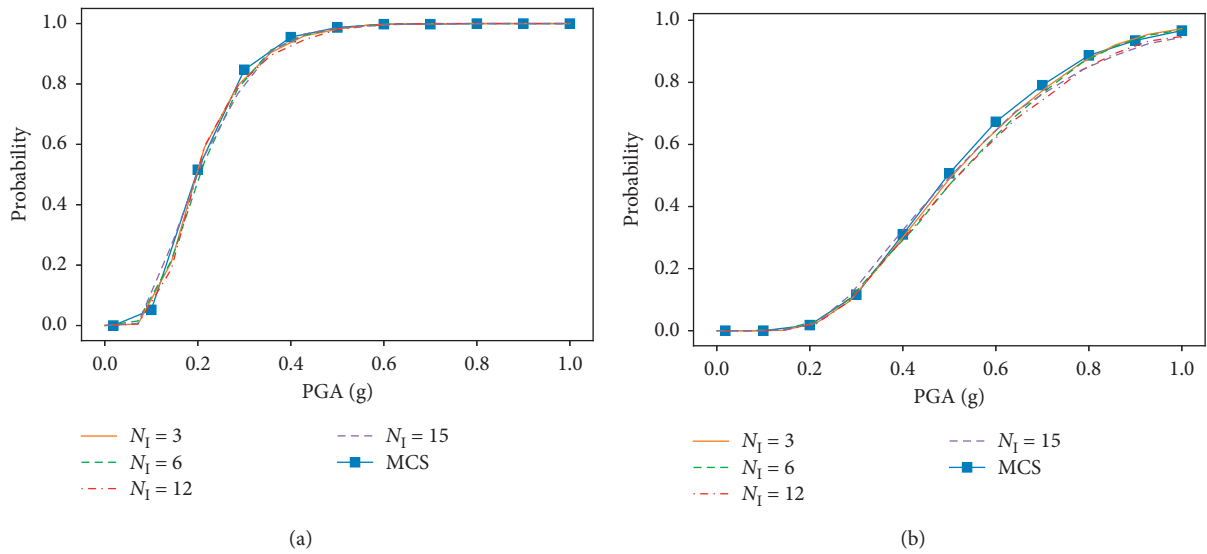 1.0
0.8
0.6
0.4
0.2
0.0
Probability
0.0 0.2 0.4 0.6 0.8 1.0
PGA (g)
N_I = 3
N_I = 6
N_I = 12
N_I = 15
MCS
(a)
1.0
0.8
0.6
0.4
0.2
0.0
Probability
0.0 0.2 0.4 0.6 0.8 1.0
PGA (g)
N_I = 3
N_I = 6
N_I = 12
N_I = 15
MCS
(b)